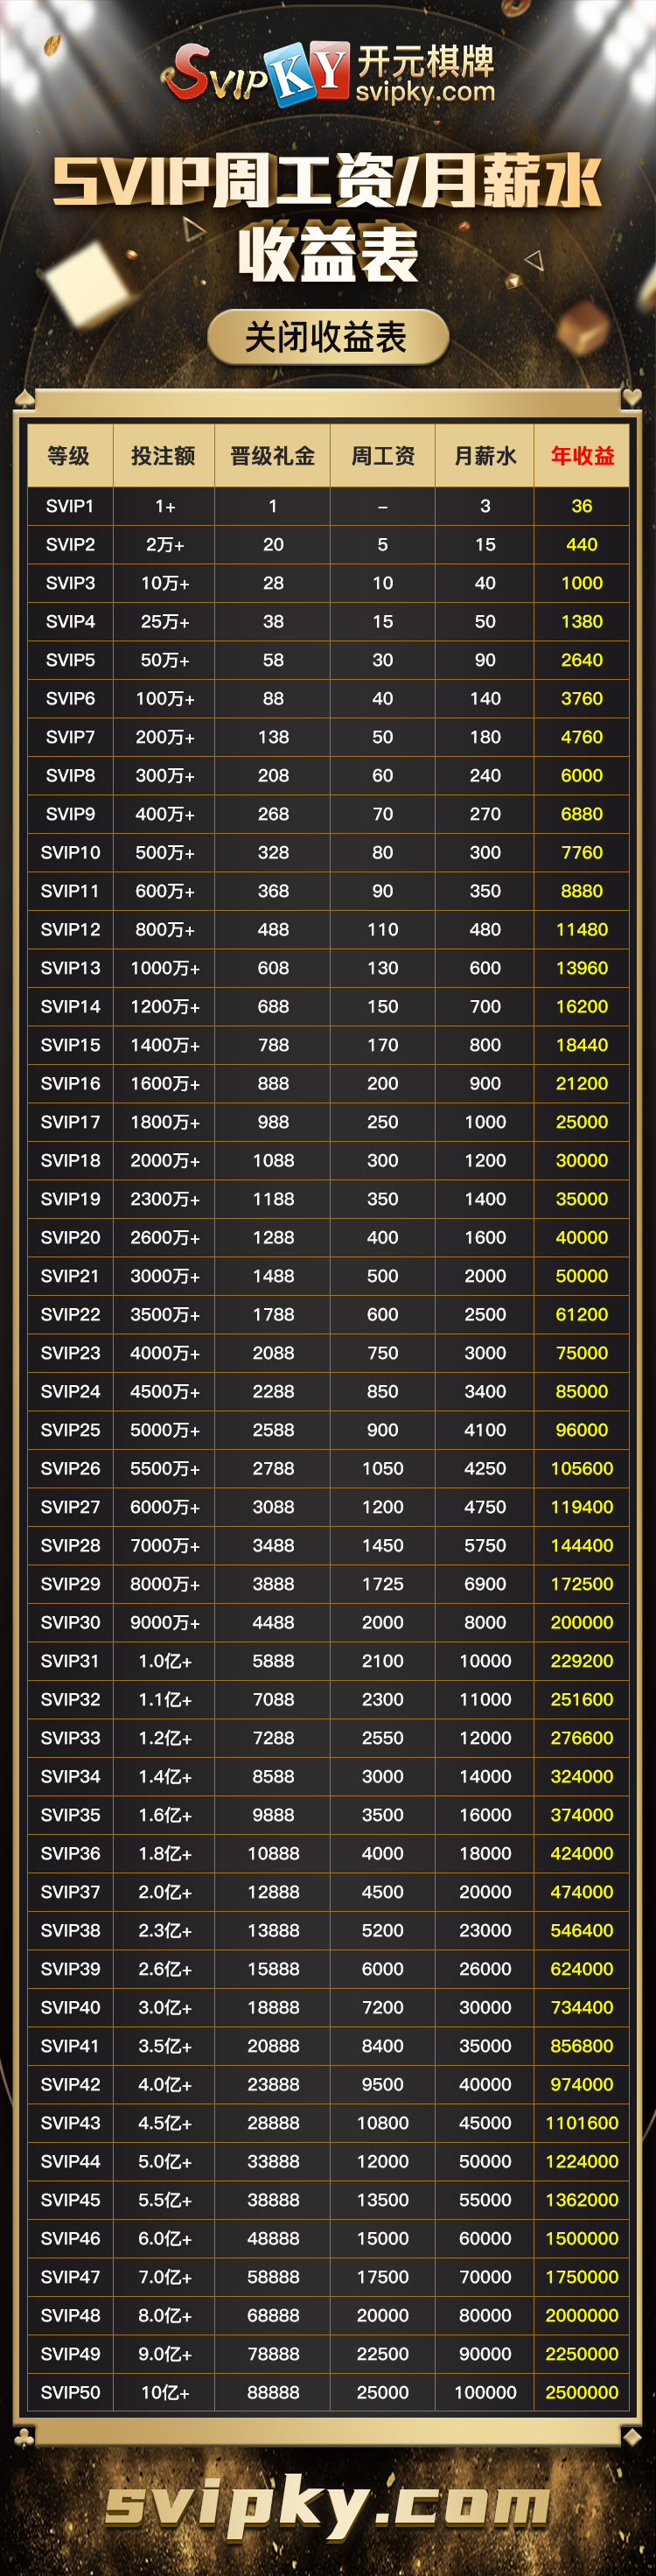 SVIPKY 开元棋牌
svipky.com
SVIP周工资/月薪水
收益表
关闭收益表
等级 投注额 晋级礼金 周工资 月薪水 年收益
SVIP1 1+ 1 – 3 36
SVIP2 2万+ 20 5 15 440
SVIP3 10万+ 28 10 40 1000
SVIP4 25万+ 38 15 50 1380
SVIP5 50万+ 58 30 90 2640
SVIP6 100万+ 88 40 140 3760
SVIP7 200万+ 138 50 180 4760
SVIP8 300万+ 208 60 240 6000
SVIP9 400万+ 268 70 270 6880
SVIP10 500万+ 328 80 300 7760
SVIP11 600万+ 368 90 350 8880
SVIP12 800万+ 488 110 480 11480
SVIP13 1000万+ 608 130 600 13960
SVIP14 1200万+ 688 150 700 16200
SVIP15 1400万+ 788 170 800 18440
SVIP16 1600万+ 888 200 900 21200
SVIP17 1800万+ 988 250 1000 25000
SVIP18 2000万+ 1088 300 1200 30000
SVIP19 2300万+ 1188 350 1400 35000
SVIP20 2600万+ 1288 400 1600 40000
SVIP21 3000万+ 1488 500 2000 50000
SVIP22 3500万+ 1788 600 2500 61200
SVIP23 4000万+ 2088 750 3000 75000
SVIP24 4500万+ 2288 850 3400 85000
SVIP25 5000万+ 2588 900 4100 96000
SVIP26 5500万+ 2788 1050 4250 105600
SVIP27 6000万+ 3088 1200 4750 119400
SVIP28 7000万+ 3488 1450 5750 144400
SVIP29 8000万+ 3888 1725 6900 172500
SVIP30 9000万+ 4488 2000 8000 200000
SVIP31 1.0亿+ 5888 2100 10000 229200
SVIP32 1.1亿+ 7088 2300 11000 251600
SVIP33 1.2亿+ 7288 2550 12000 276600
SVIP34 1.4亿+ 8588 3000 14000 324000
SVIP35 1.6亿+ 9888 3500 16000 374000
SVIP36 1.8亿+ 10888 4000 18000 424000
SVIP37 2.0亿+ 12888 4500 20000 474000
SVIP38 2.3亿+ 13888 5200 23000 546400
SVIP39 2.6亿+ 15888 6000 26000 624000
SVIP40 3.0亿+ 18888 7200 30000 734400
SVIP41 3.5亿+ 20888 8400 35000 856800
SVIP42 4.0亿+ 23888 9500 40000 974000
SVIP43 4.5亿+ 28888 10800 45000 1101600
SVIP44 5.0亿+ 33888 12000 50000 1224000
SVIP45 5.5亿+ 38888 13500 55000 1362000
SVIP46 6.0亿+ 48888 15000 60000 1500000
SVIP47 7.0亿+ 58888 17500 70000 1750000
SVIP48 8.0亿+ 68888 20000 80000 2000000
SVIP49 9.0亿+ 78888 22500 90000 2250000
SVIP50 10亿+ 88888 25000 100000 2500000
svipky.com